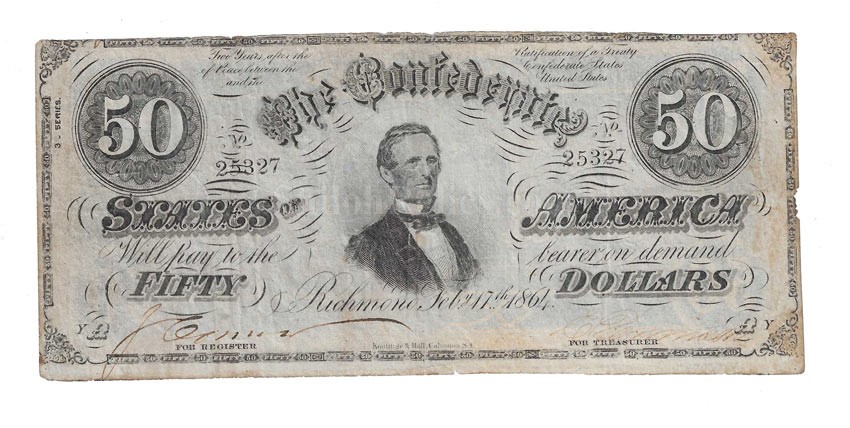 50
Two Years after the
of Peace between the
and the
Ratification of a Treaty
Confederate States
United States
50
The Confederate
3 SERIES.
No 25327
No 25327
STATES OF AMERICA
Will pay to the bearer on demand
FIFTY DOLLARS
Richmond, Feby 17th 1864.
YA
A Y
FOR REGISTER
Keatinge & Ball, Columbia, S.C.
FOR TREASURER